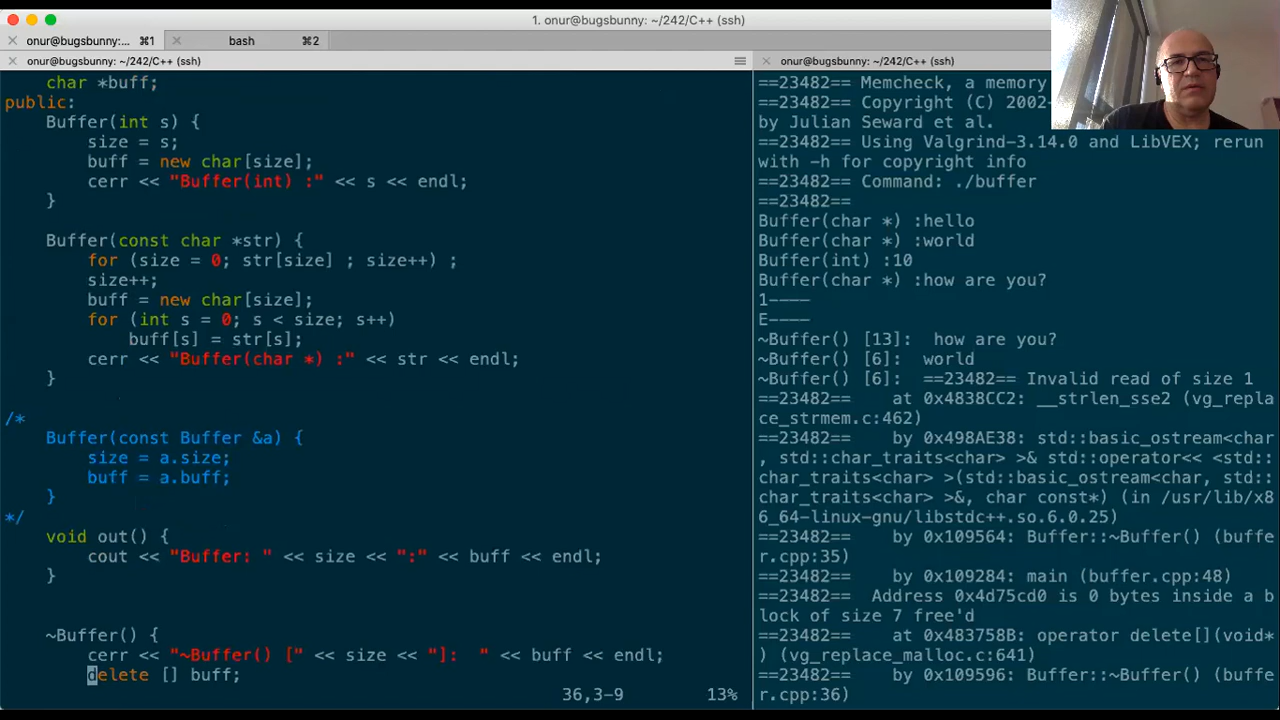 1. onur@bugsbunny: ~/242/C++ (ssh)
onur@bugsbunny:... ⌘1
bash ⌘2
onur@bugsbunny: ~/242/C++ (ssh)
char *buff;
public:
Buffer(int s) {
size = s;
buff = new char[size];
cerr << "Buffer(int) :" << s << endl;
}
Buffer(const char *str) {
for (size = 0; str[size] ; size++) ;
size++;
buff = new char[size];
for (int s = 0; s < size; s++)
buff[s] = str[s];
cerr << "Buffer(char *) :" << str << endl;
}
/*
Buffer(const Buffer &a) {
size = a.size;
buff = a.buff;
}
*/
void out() {
cout << "Buffer: " << size << ":" << buff << endl;
}
~Buffer() {
cerr << "~Buffer() [" << size << "]:  " << buff << endl;
delete [] buff;
36,3-9 13%
onur@bugsbunny: ~/242/C++ (ssh)
==23482== Memcheck, a memory
==23482== Copyright (C) 2002-
by Julian Seward et al.
==23482== Using Valgrind-3.14.0 and LibVEX; rerun
with -h for copyright info
==23482== Command: ./buffer
==23482==
Buffer(char *) :hello
Buffer(char *) :world
Buffer(int) :10
Buffer(char *) :how are you?
1----
E----
~Buffer() [13]:  how are you?
~Buffer() [6]:  world
~Buffer() [6]:  ==23482== Invalid read of size 1
==23482==    at 0x4838CC2: __strlen_sse2 (vg_repla
ce_strmem.c:462)
==23482==    by 0x498AE38: std::basic_ostream<char
, std::char_traits<char> >& std::operator<< <std::
char_traits<char> >(std::basic_ostream<char, std::
char_traits<char> >&, char const*) (in /usr/lib/x8
6_64-linux-gnu/libstdc++.so.6.0.25)
==23482==    by 0x109564: Buffer::~Buffer() (buffe
r.cpp:35)
==23482==    by 0x109284: main (buffer.cpp:48)
==23482==  Address 0x4d75cd0 is 0 bytes inside a b
lock of size 7 free'd
==23482==    at 0x483758B: operator delete[](void*
) (vg_replace_malloc.c:641)
==23482==    by 0x109596: Buffer::~Buffer() (buffe
r.cpp:36)